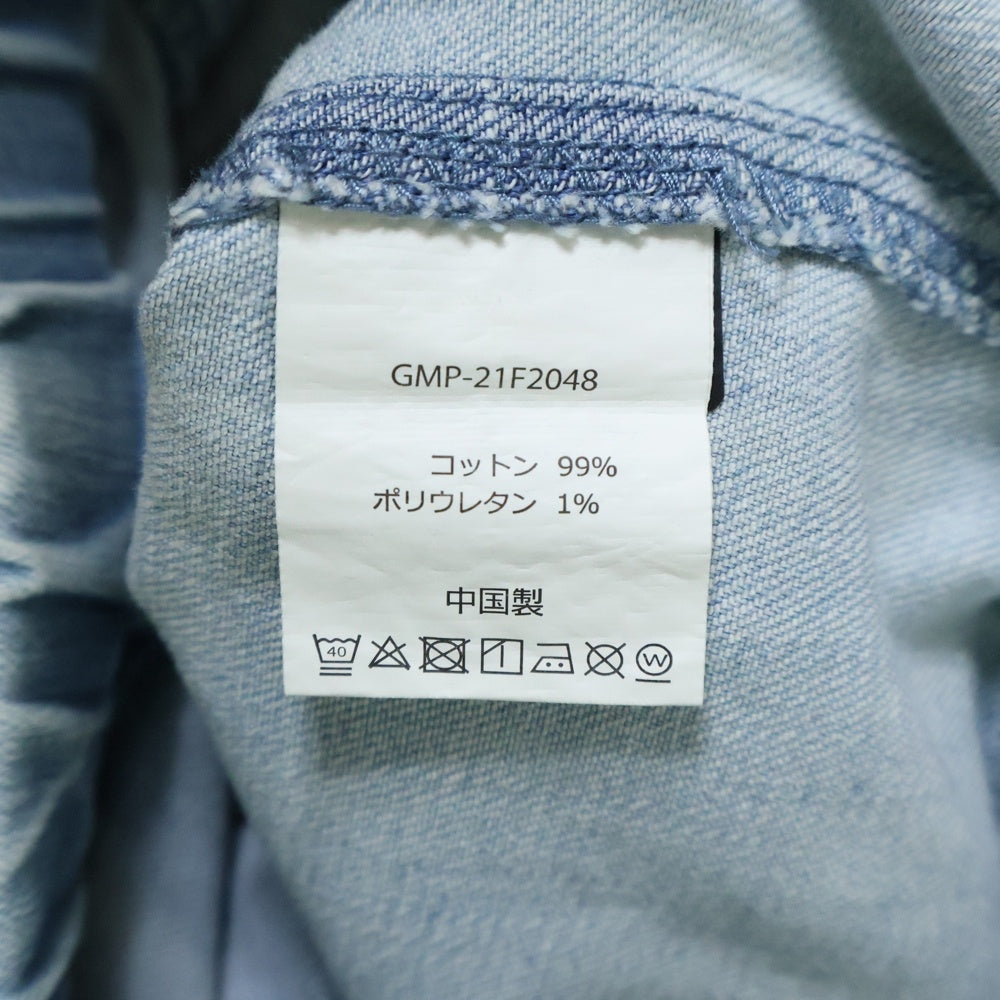 GMP-21F2048
コットン 99%
ポリウレタン 1%
中国製
40 W